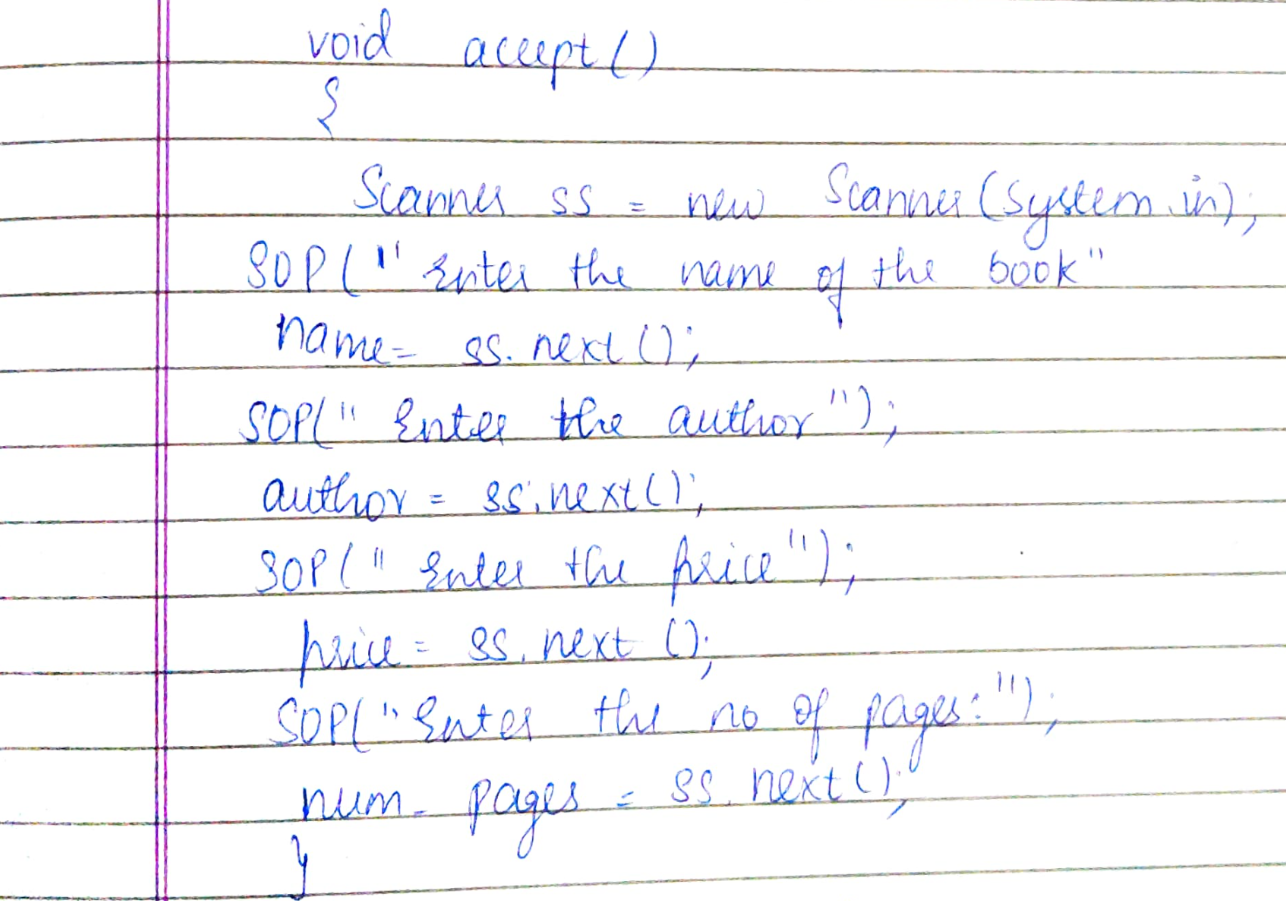 void accept()
{
Scanner ss = new Scanner(System.in);
SOP(" Enter the name of the book"
name= ss.next();
SOP(" Enter the author");
author = ss.next();
SOP(" Enter the price");
price = ss.next();
SOP("Enter the no of pages:");
num_pages = ss.next();
}